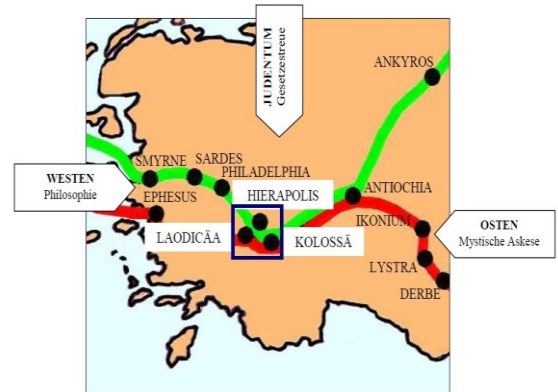 JUDENTUM
Gesetzestreue
ANKYROS
SMYRNE
SARDES
PHILADELPHIA
WESTEN
Philosophie
EPHESUS
HIERAPOLIS
ANTIOCHIA
IKONIUM
OSTEN
Mystische Askese
LAODICÄA
KOLOSSÄ
LYSTRA
DERBE